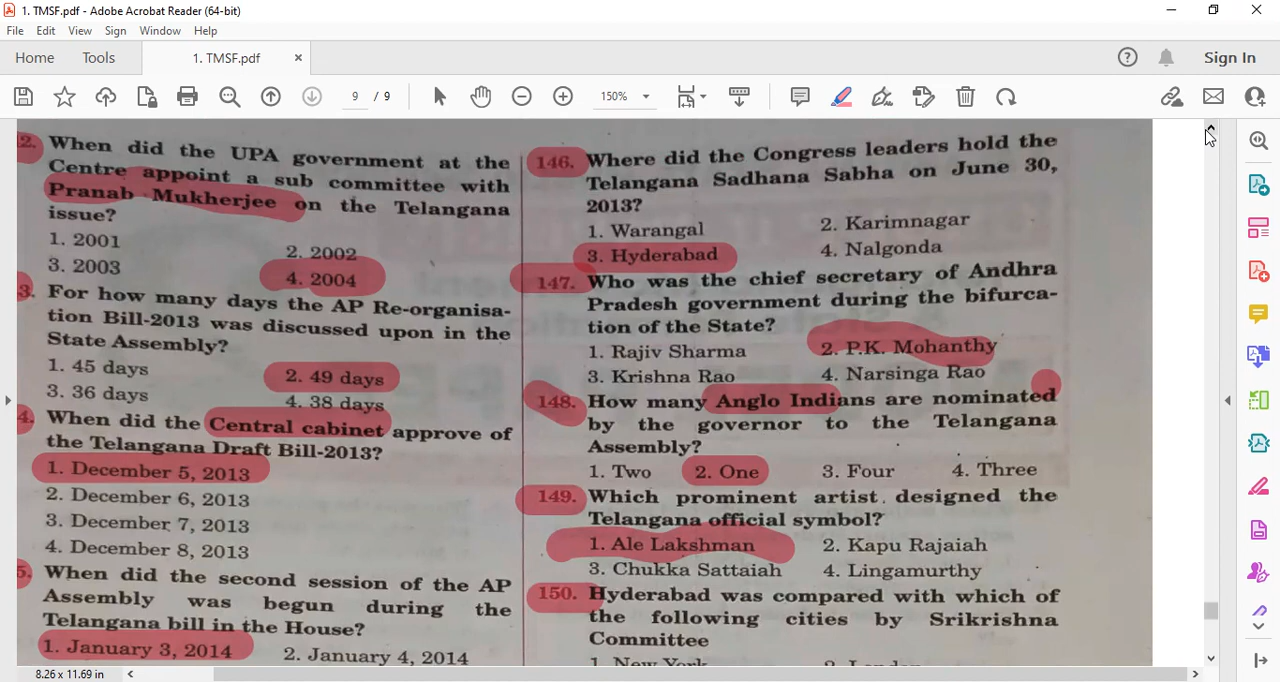 1. TMSF.pdf - Adobe Acrobat Reader (64-bit)
File Edit View Sign Window Help
Home Tools 1. TMSF.pdf × Sign In
9 / 9 150%
2. When did the UPA government at the
Centre appoint a sub committee with
Pranab Mukherjee on the Telangana
issue?
1. 2001
2. 2002
3. 2003
4. 2004
3. For how many days the AP Re-organisa-
tion Bill-2013 was discussed upon in the
State Assembly?
1. 45 days
2. 49 days
3. 36 days
4. 38 days
4. When did the Central cabinet approve of
the Telangana Draft Bill-2013?
1. December 5, 2013
2. December 6, 2013
3. December 7, 2013
4. December 8, 2013
5. When did the second session of the AP
Assembly was begun during the
Telangana bill in the House?
1. January 3, 2014
2. January 4, 2014
146. Where did the Congress leaders hold the
Telangana Sadhana Sabha on June 30,
2013?
1. Warangal
2. Karimnagar
3. Hyderabad
4. Nalgonda
147. Who was the chief secretary of Andhra
Pradesh government during the bifurca-
tion of the State?
1. Rajiv Sharma
2. P.K. Mohanthy
3. Krishna Rao
4. Narsinga Rao
148. How many Anglo Indians are nominated
by the governor to the Telangana
Assembly?
1. Two 2. One 3. Four 4. Three
149. Which prominent artist designed the
Telangana official symbol?
1. Ale Lakshman
2. Kapu Rajaiah
3. Chukka Sattaiah
4. Lingamurthy
150. Hyderabad was compared with which of
the following cities by Srikrishna
Committee
1. New York
2. London
8.26 x 11.69 in